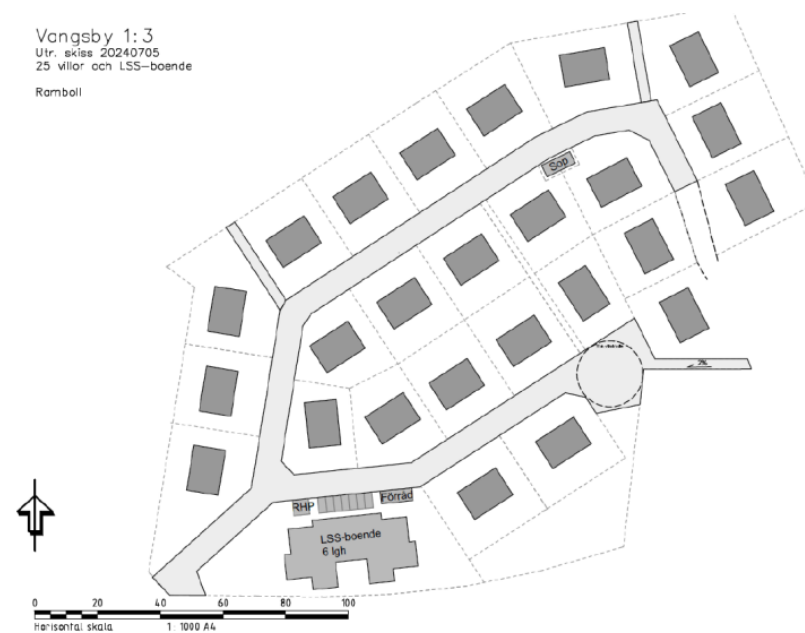 Vangsby 1:3
Utr. skiss 20240705
25 villor och LSS-boende
Ramboll
Sop
2%
RHP
Förråd
LSS-boende
6 lgh
0 20 40 60 80 100
Horisontal skala 1: 1000 A4